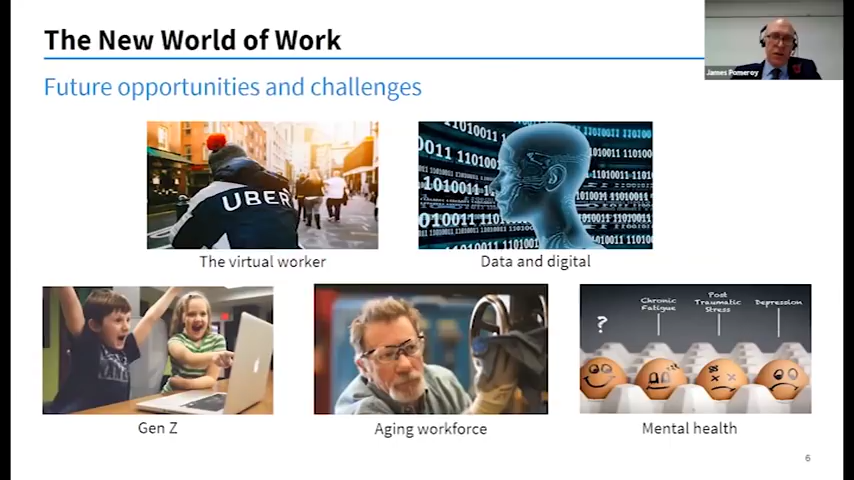 The New World of Work
James Pomeroy
Future opportunities and challenges
UBER
The virtual worker
Data and digital
?
Chronic
Fatigue
Post
Traumatic
Stress
Depression
Gen Z
Aging workforce
Mental health
6